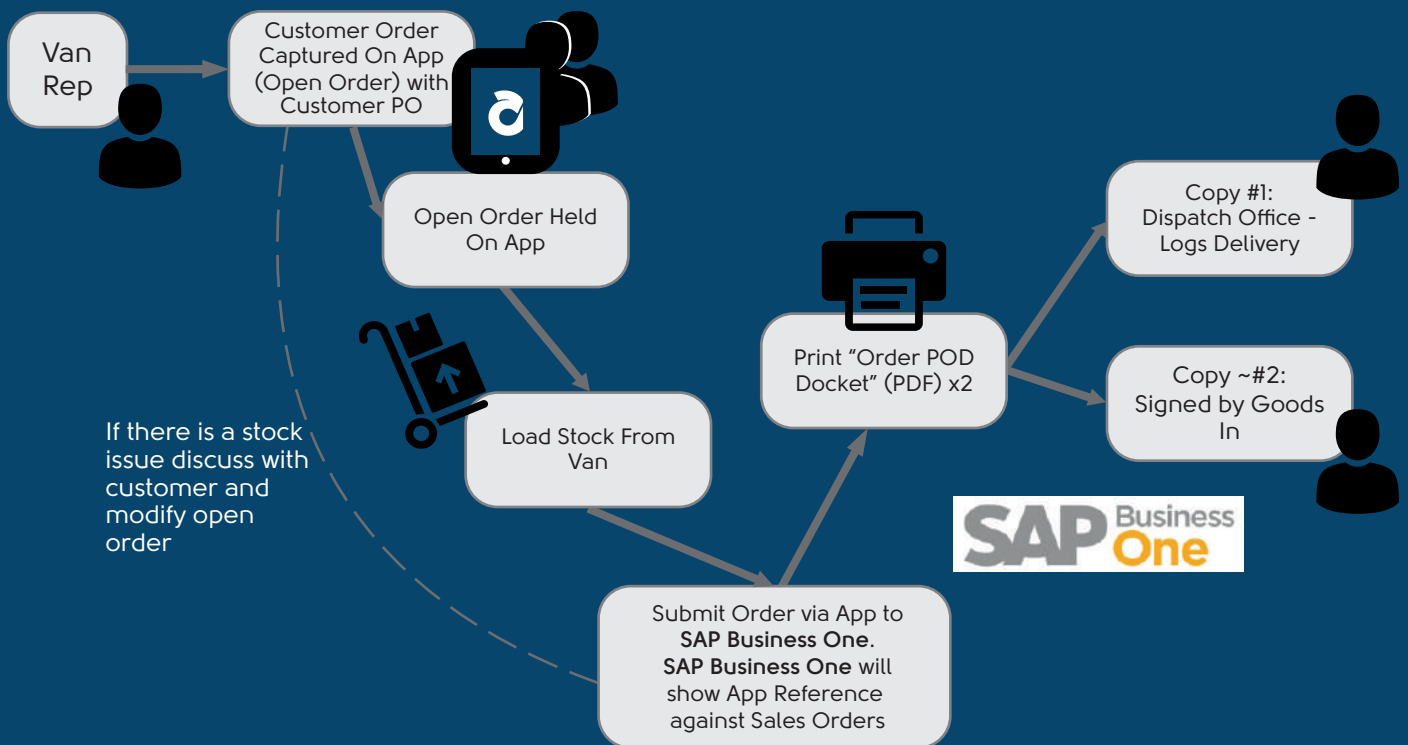 Van
Rep
Customer Order
Captured On App
(Open Order) with
Customer PO
Open Order Held
On App
Load Stock From
Van
If there is a stock
issue discuss with
customer and
modify open
order
Submit Order via App to
SAP Business One.
SAP Business One will
show App Reference
against Sales Orders
Print “Order POD
Docket” (PDF) x2
Copy #1:
Dispatch Office -
Logs Delivery
Copy ~#2:
Signed by Goods
In
SAP Business
One